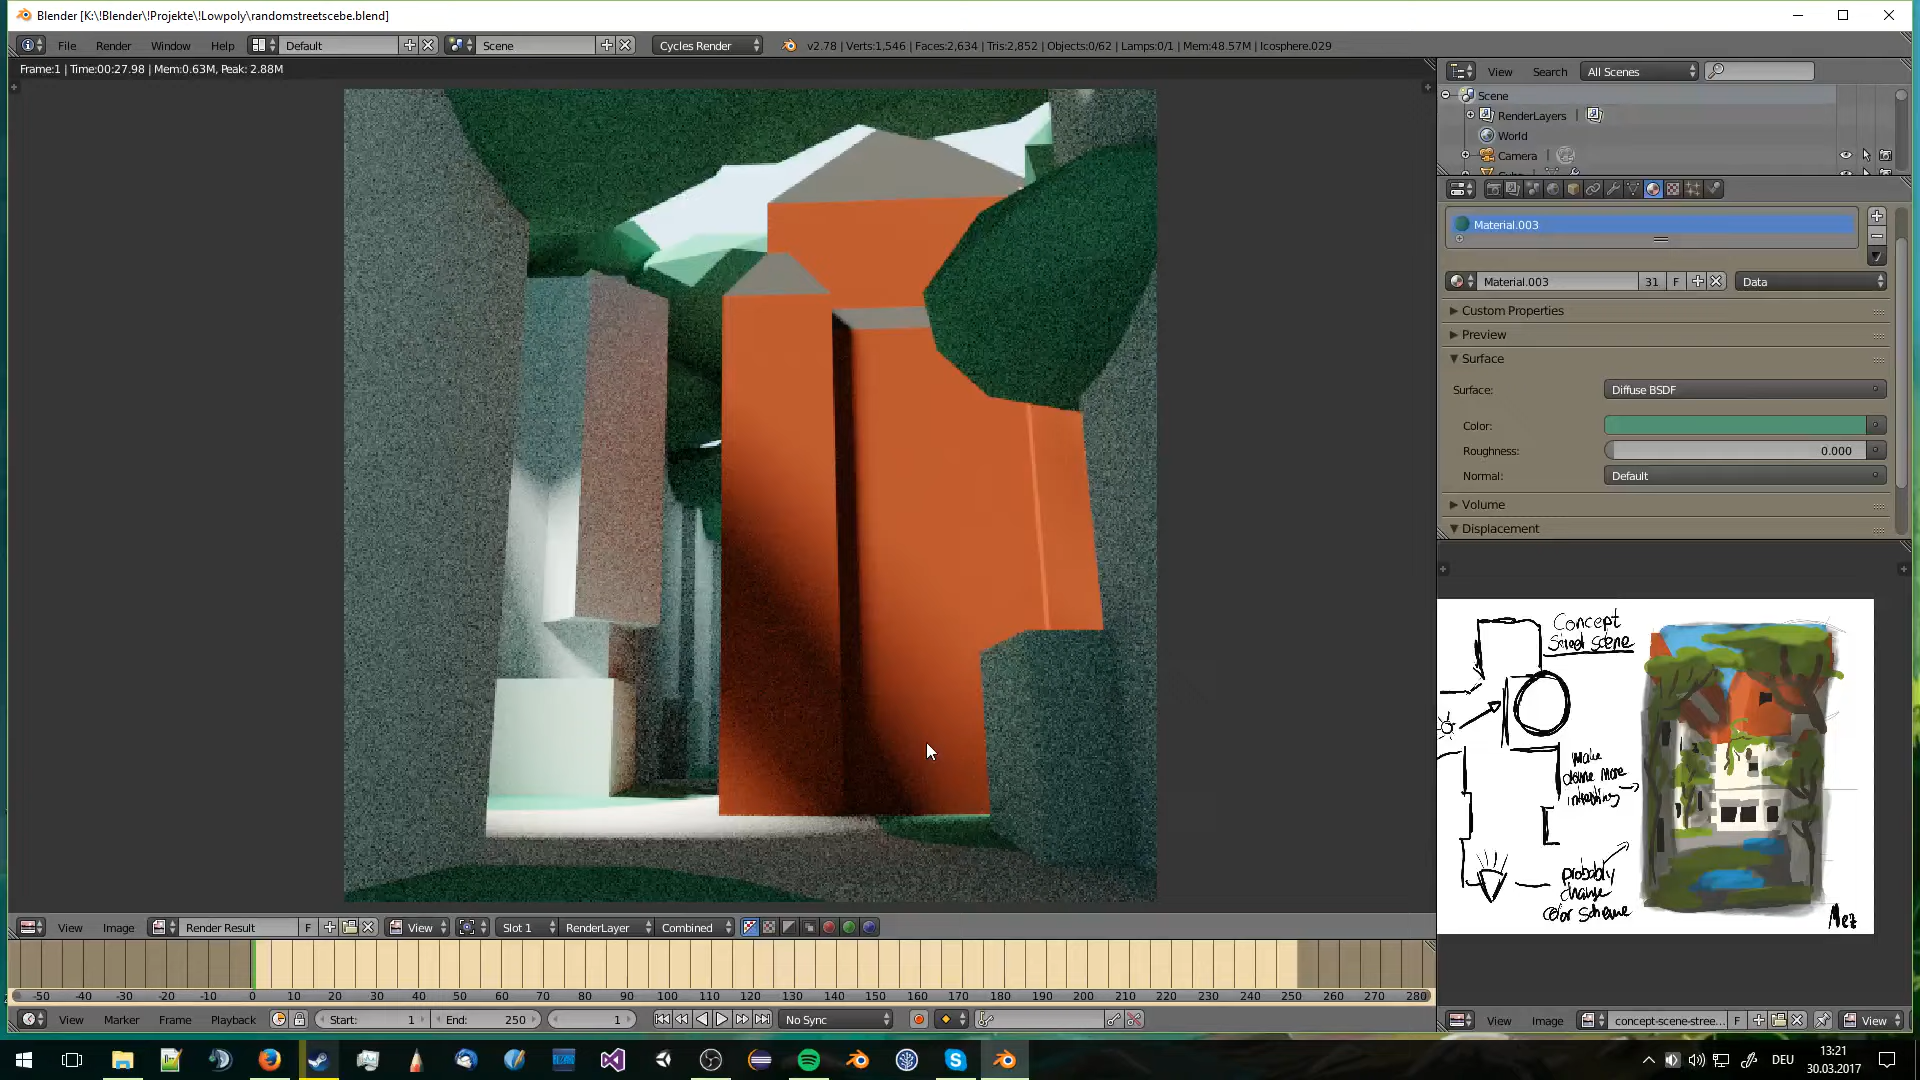 Blender [K:\!Blender\!Projekte\!Lowpoly\randomstreetscebe.blend]
File Render Window Help Default Scene Cycles Render v2.78 | Verts:1,546 | Faces:2,634 | Tris:2,852 | Objects:0/62 | Lamps:0/1 | Mem:48.57M | Icosphere.029
Frame:1 | Time:00:27.98 | Mem:0.63M, Peak: 2.88M
View Search All Scenes
Scene
RenderLayers
World
Camera
Material.003
Material.003 31 F Data
Custom Properties
Preview
Surface
Surface: Diffuse BSDF
Color:
Roughness: 0.000
Normal: Default
Volume
Displacement
Concept
Street Scene
Make
dome more
probably
change
color scheme
Mez
View Image Render Result F View Slot 1 RenderLayer Combined
-50 -40 -30 -20 -10 0 10 20 30 40 50 60 70 80 90 100 110 120 130 140 150 160 170 180 190 200 210 220 230 240 250 260 270 280
View Marker Frame Playback Start: 1 End: 250 1 No Sync
View Image concept-scene-stree... F View
DEU 13:21
30.03.2017